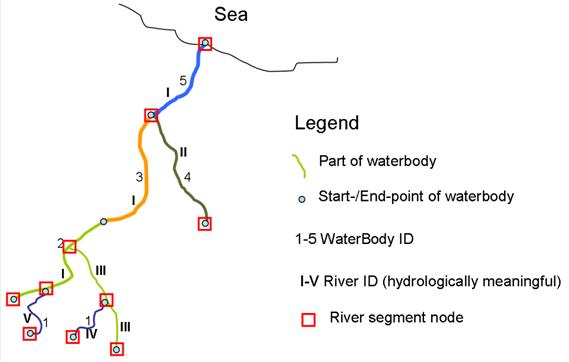 Sea
5
I
II
3
4
I
2
I
III
V
1
1
IV
III
Legend
Part of waterbody
Start-/End-point of waterbody
1-5 WaterBody ID
I-V River ID (hydrologically meaningful)
River segment node